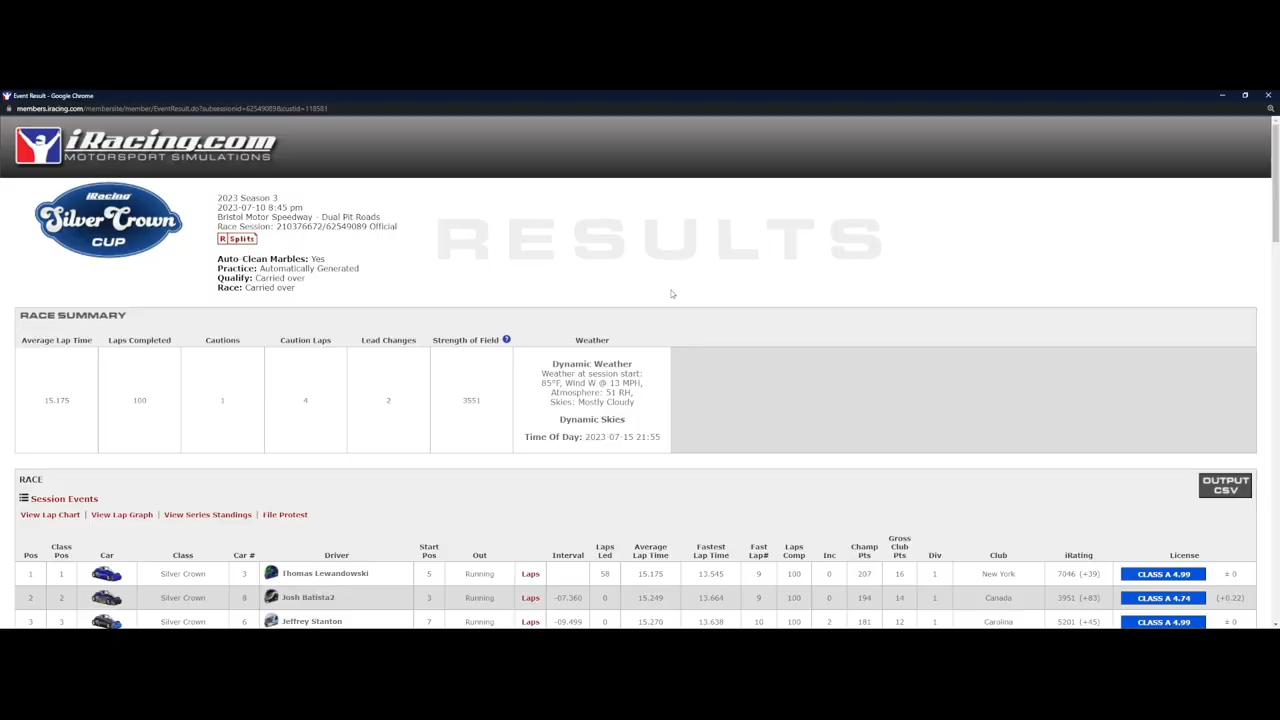 Event Result - Google Chrome
members.iracing.com/membersite/member/EventResult.do?subsessionid=62549089&custid=118581
iRacing.com
MOTORSPORT SIMULATIONS
iRacing
Silver Crown
CUP
2023 Season 3
2023-07-10 8:45 pm
Bristol Motor Speedway - Dual Pit Roads
Race Session: 210376672/62549089 Official
R Splits
RESULTS
Auto-Clean Marbles: Yes
Practice: Automatically Generated
Qualify: Carried over
Race: Carried over
RACE SUMMARY
Average Lap Time Laps Completed Cautions Caution Laps Lead Changes Strength of Field ? Weather
15.175 100 1 4 2 3551
Dynamic Weather
Weather at session start:
85°F, Wind W @ 13 MPH,
Atmosphere: 51 RH,
Skies: Mostly Cloudy
Dynamic Skies
Time Of Day: 2023-07-15 21:55
RACE
OUTPUT
CSV
Session Events
View Lap Chart | View Lap Graph | View Series Standings | File Protest
Pos Class Pos Car Class Car # Driver Start Pos Out Interval Laps Led Average Lap Time Fastest Lap Time Fast Lap# Laps Comp Inc Champ Pts Gross Club Pts Div Club iRating License
1 1 Silver Crown 3 Thomas Lewandowski 5 Running Laps 58 15.175 13.545 9 100 0 207 16 1 New York 7046 (+39) CLASS A 4.99 ± 0
2 2 Silver Crown 8 Josh Batista2 3 Running Laps -07.360 0 15.249 13.664 9 100 0 194 14 1 Canada 3951 (+83) CLASS A 4.74 (+0.22)
3 3 Silver Crown 6 Jeffrey Stanton 7 Running Laps -09.499 0 15.270 13.638 10 100 2 181 12 1 Carolina 5201 (+45) CLASS A 4.99 ± 0